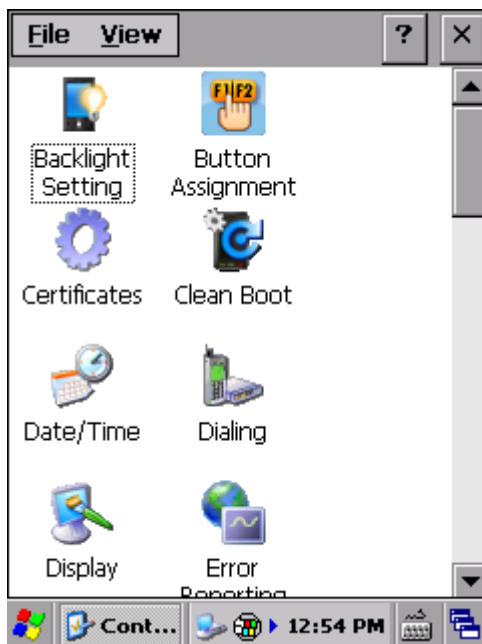 File View ? ×
Backlight
Setting
Button
Assignment
F1 F2
Certificates
Clean Boot
Date/Time
Dialing
Display
Error
Reporting
Cont...
12:54 PM